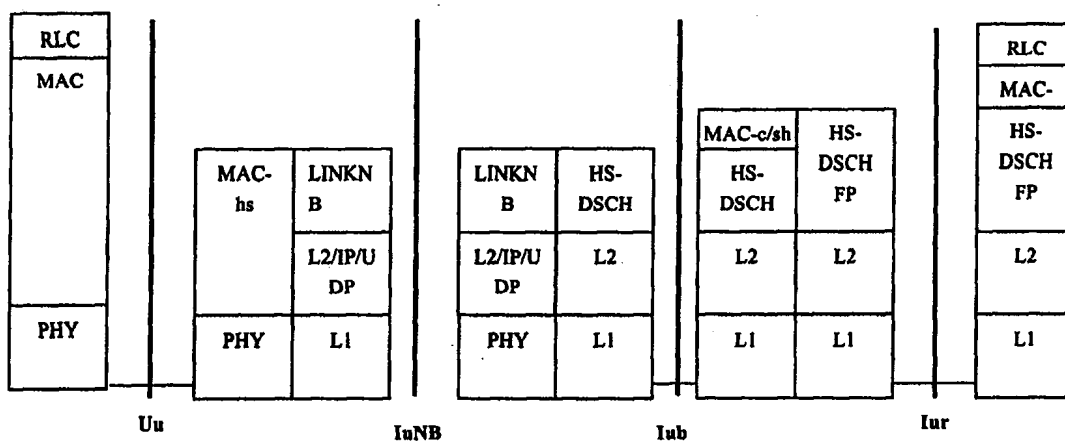 RLC
MAC
PHY
MAC-
hs
PHY
LINKN
B
L2/IP/U
DP
L1
LINKN
B
L2/IP/U
DP
PHY
HS-
DSCH
L2
L1
MAC-c/sh
HS-
DSCH
L2
L1
HS-
DSCH
FP
L2
L1
RLC
MAC-
HS-
DSCH
FP
L2
L1
Uu
IuNB
Iub
Iur